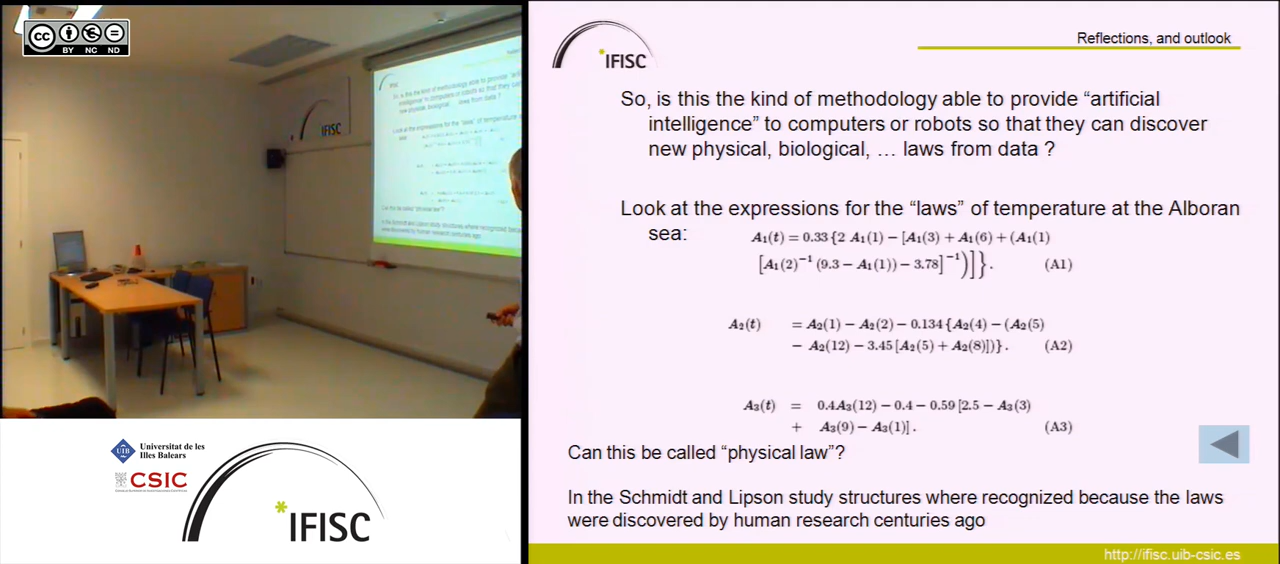 CC
BY NC ND
IFISC
Universitat de les
Illes Balears
UIB
CSIC
IFISC
IFISC
Reflections, and outlook
So, is this the kind of methodology able to provide “artificial
intelligence” to computers or robots so that they can discover
new physical, biological, … laws from data ?
Look at the expressions for the “laws” of temperature at the Alboran
sea:
A₁(t) = 0.33{2 A₁(1) − [A₁(3) + A₁(6) + (A₁(1)
[A₁(2)⁻¹ (9.3 − A₁(1)) − 3.78]⁻¹)]}. (A1)
A₂(t) = A₂(1) − A₂(2) − 0.134{A₂(4) − (A₂(5)
− A₂(12) − 3.45[A₂(5) + A₂(8)])}. (A2)
A₃(t) = 0.4A₃(12) − 0.4 − 0.59[2.5 − A₃(3)
+ A₃(9) − A₃(1)]. (A3)
Can this be called “physical law”?
In the Schmidt and Lipson study structures where recognized because the laws
were discovered by human research centuries ago
http://ifisc.uib-csic.es